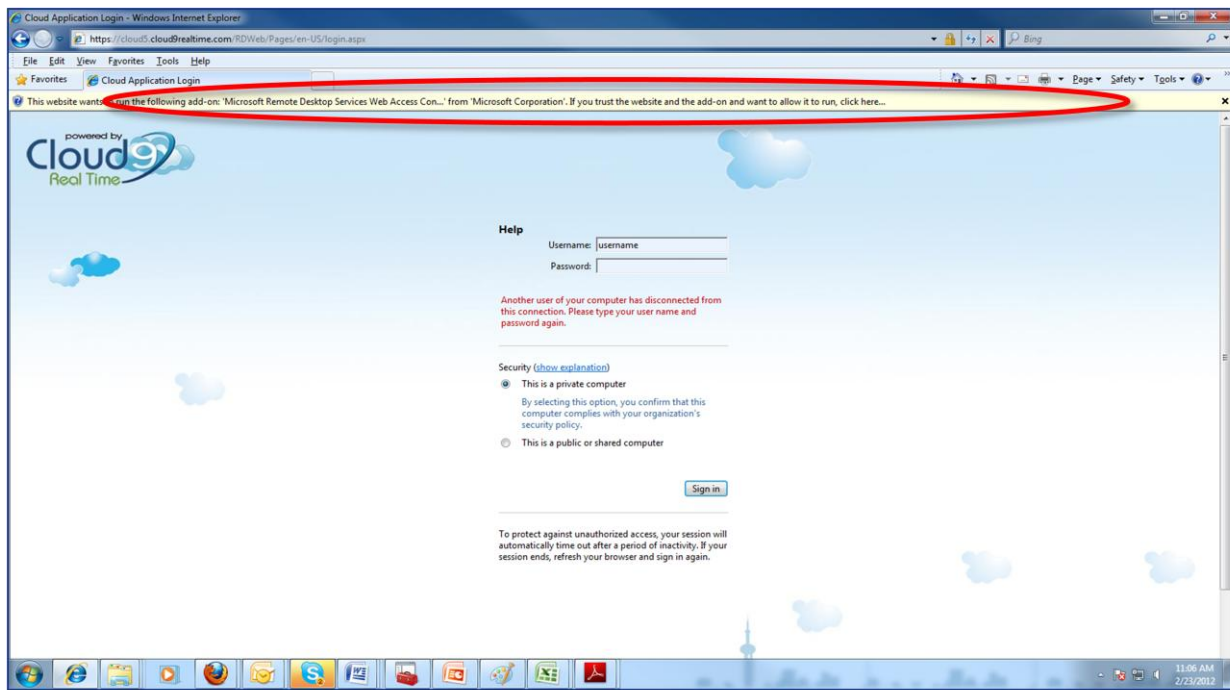 Cloud Application Login - Windows Internet Explorer
https://cloud5.cloud9realtime.com/RDWeb/Pages/en-US/login.aspx
Bing
File Edit View Favorites Tools Help
Favorites Cloud Application Login
Page Safety Tools
This website wants to run the following add-on: 'Microsoft Remote Desktop Services Web Access Con...' from 'Microsoft Corporation'. If you trust the website and the add-on and want to allow it to run, click here...
powered by
Cloud9
Real Time
Help
Username: username
Password:
Another user of your computer has disconnected from
this connection. Please type your user name and
password again.
Security (show explanation)
This is a private computer
By selecting this option, you confirm that this
computer complies with your organization's
security policy.
This is a public or shared computer
Sign in
To protect against unauthorized access, your session will
automatically time out after a period of inactivity. If your
session ends, refresh your browser and sign in again.
11:06 AM
2/23/2012